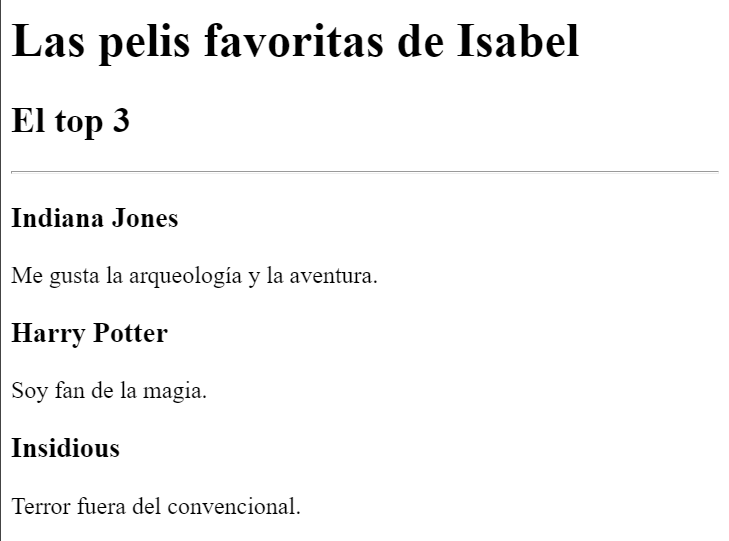 Las pelis favoritas de Isabel
El top 3
Indiana Jones
Me gusta la arqueología y la aventura.
Harry Potter
Soy fan de la magia.
Insidious
Terror fuera del convencional.